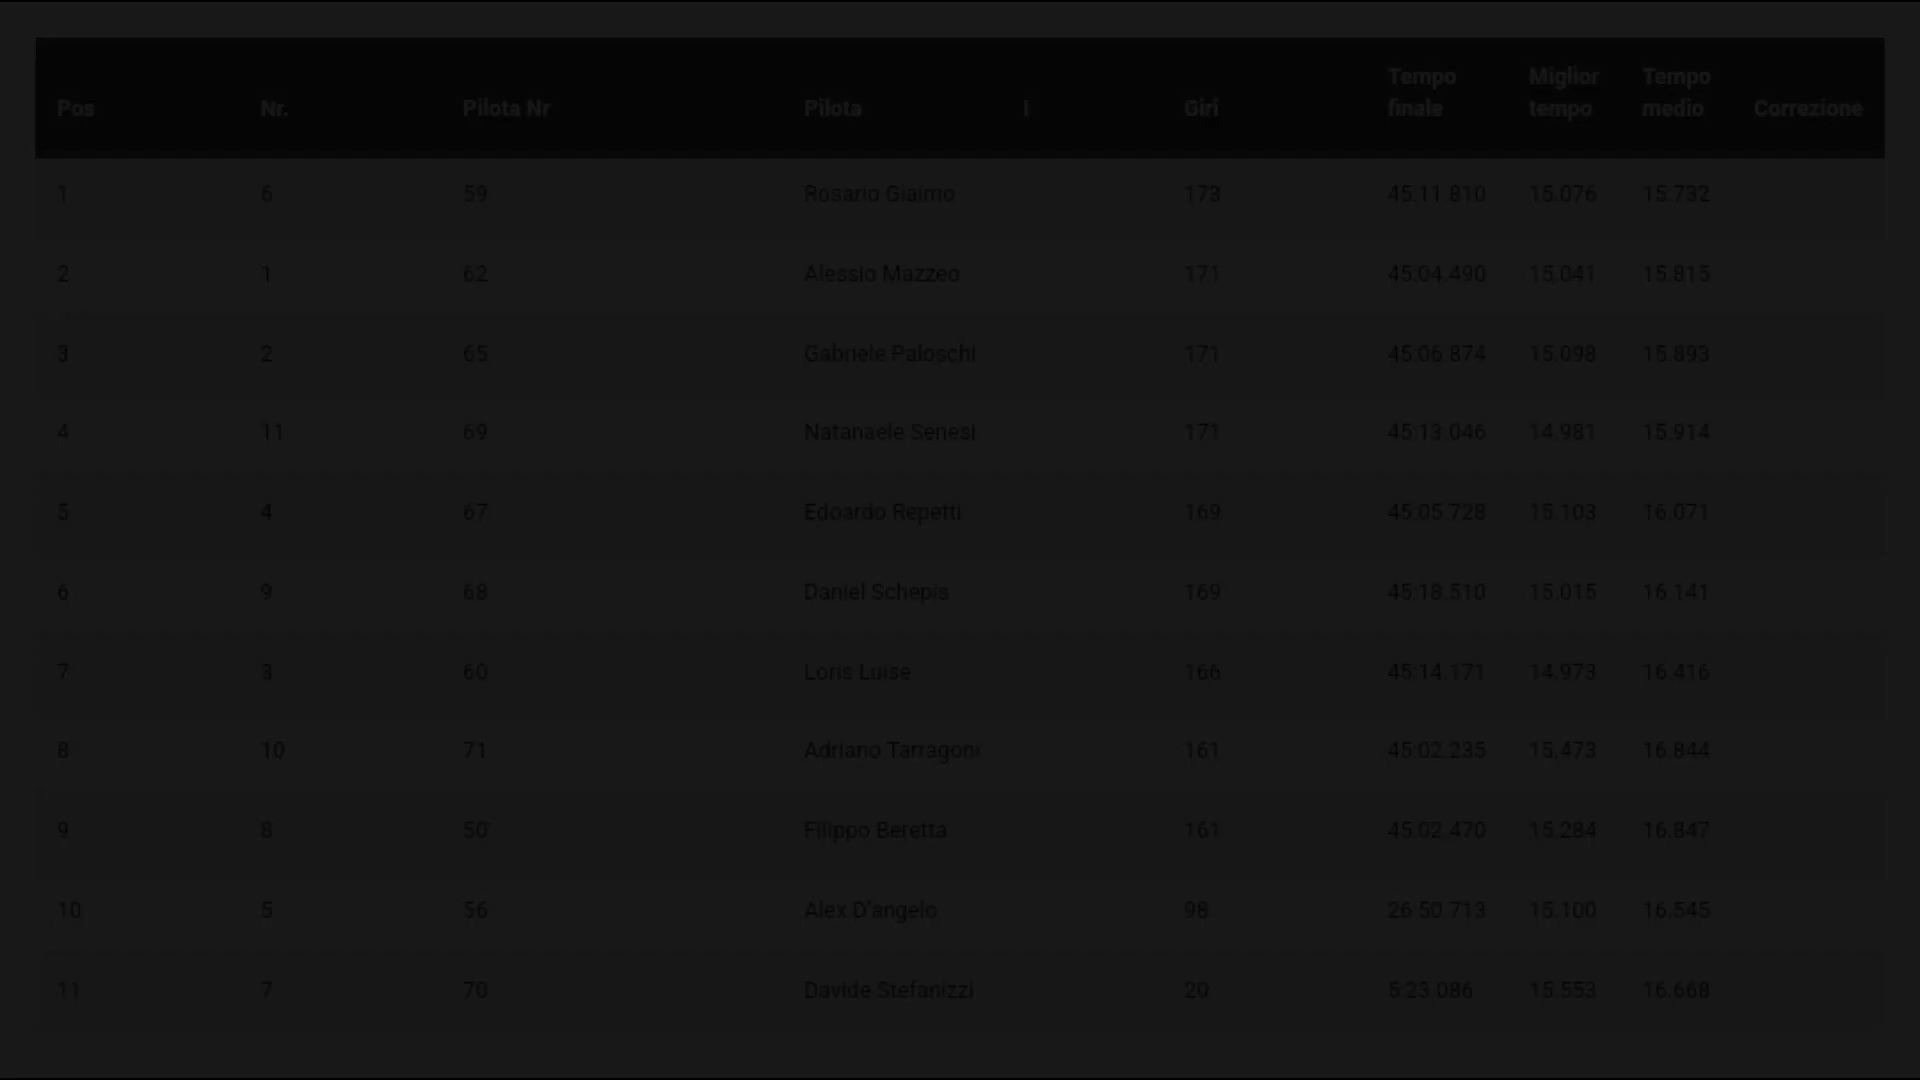 Pos Nr. Pilota Nr Pilota I Giri Tempo finale Miglior tempo Tempo medio Correzione
1 6 59 Rosario Giaimo 173 45:11.810 15.076 15.732
2 1 62 Alessio Mazzeo 171 45:04.490 15.041 15.815
3 2 65 Gabriele Paloschi 171 45:06.874 15.098 15.893
4 11 69 Natanaele Senesi 171 45:13.046 14.981 15.914
5 4 67 Edoardo Repetti 169 45:05.728 15.103 16.071
6 9 68 Daniel Schepis 169 45:18.510 15.015 16.141
7 3 60 Loris Luise 166 45:14.171 14.973 16.416
8 10 71 Adriano Tarragoni 161 45:02.235 15.473 16.844
9 8 50 Filippo Beretta 161 45:02.470 15.284 16.847
10 5 56 Alex D'angelo 98 26:50.713 15.100 16.545
11 7 70 Davide Stefanizzi 20 5:23.086 15.553 16.668